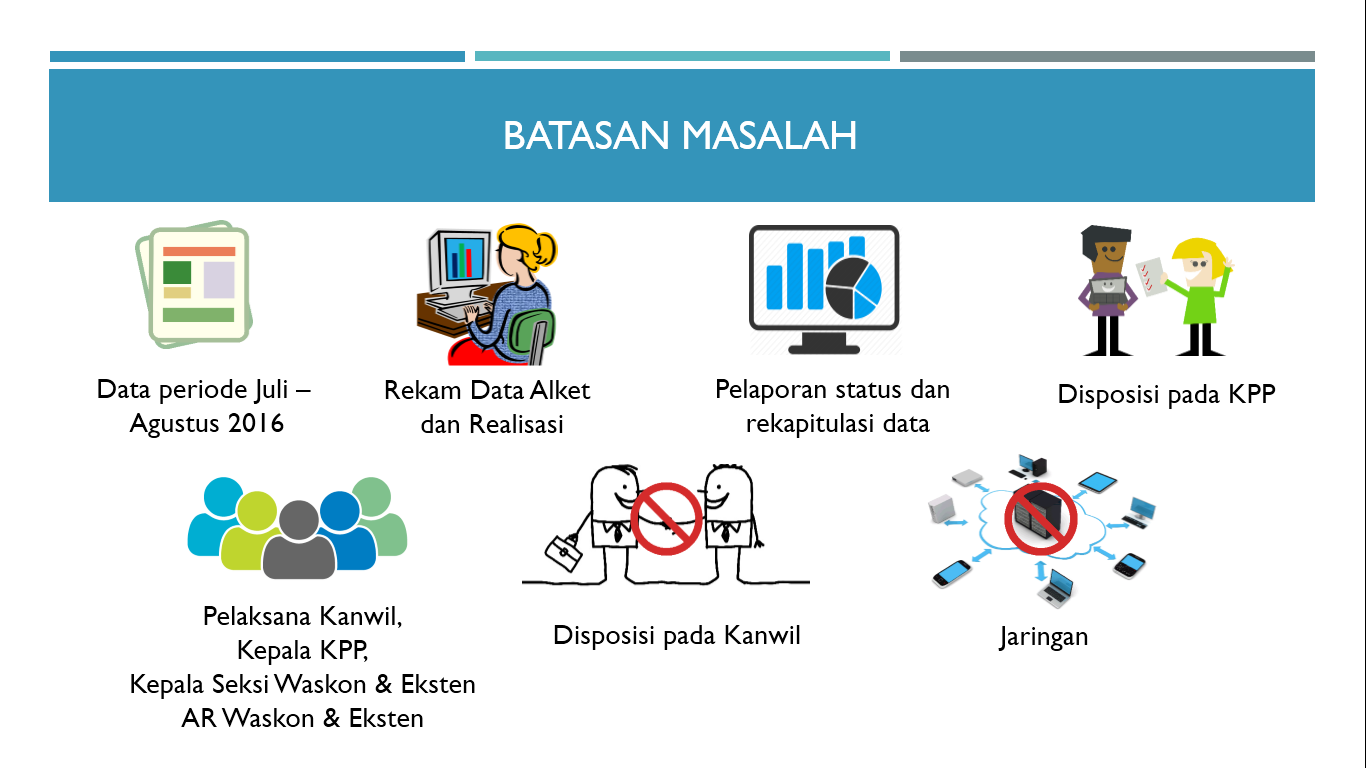 BATASAN MASALAH
Data periode Juli –
Agustus 2016
Rekam Data Alket
dan Realisasi
Pelaporan status dan
rekapitulasi data
Disposisi pada KPP
Pelaksana Kanwil,
Kepala KPP,
Kepala Seksi Waskon & Eksten
AR Waskon & Eksten
Disposisi pada Kanwil
Jaringan